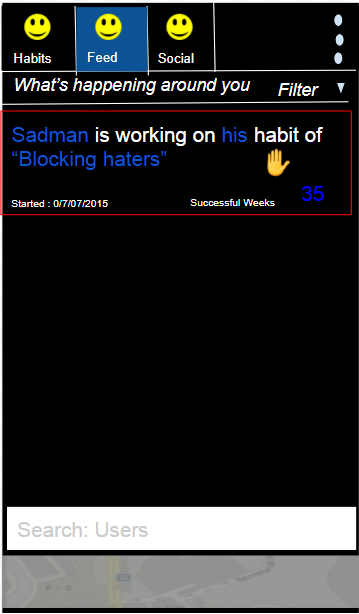 Habits
Feed
Social
What's happening around you
Filter
Sadman is working on his habit of
“Blocking haters”
Started : 0/7/07/2015
Successful Weeks
35
Search: Users